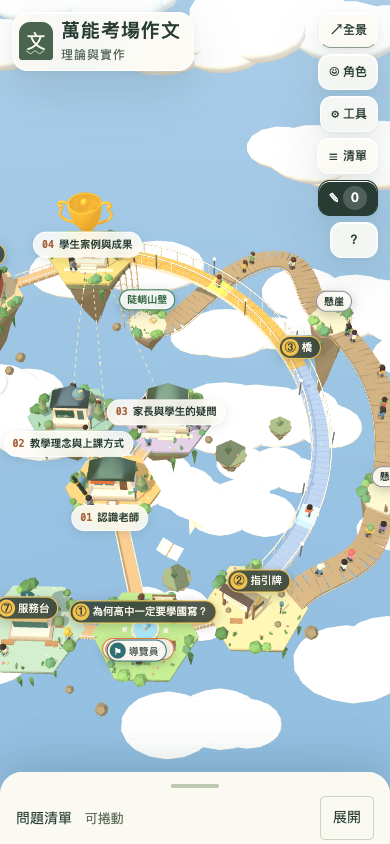 文
萬能考場作文
理論與實作
↗全景
☺角色
⚙工具
≡清單
✎ 0
?
04 學生案例與成果
陡峭山壁
懸崖
③ 橋
03 家長與學生的疑問
02 教學理念與上課方式
01 認識老師
懸
② 指引牌
⑦ 服務台
① 為何高中一定要學國寫？
導覽員
問題清單 可捲動
展開